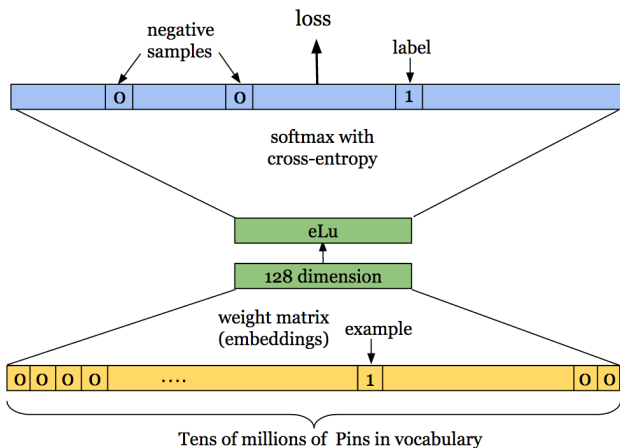 loss
negative
samples
label
0 0 1
softmax with
cross-entropy
eLu
128 dimension
weight matrix
(embeddings)
example
0 0 0 0 .... 1 0 0
Tens of millions of Pins in vocabulary